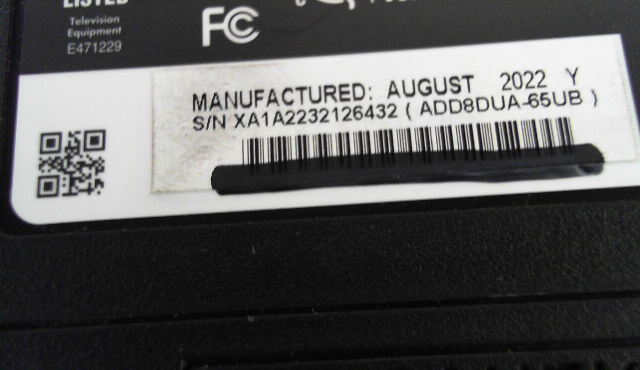 LISTED
Television
Equipment
E471229
FC
MANUFACTURED: AUGUST 2022 Y
S/N XA1A2232126432 ( ADD8DUA-65UB )